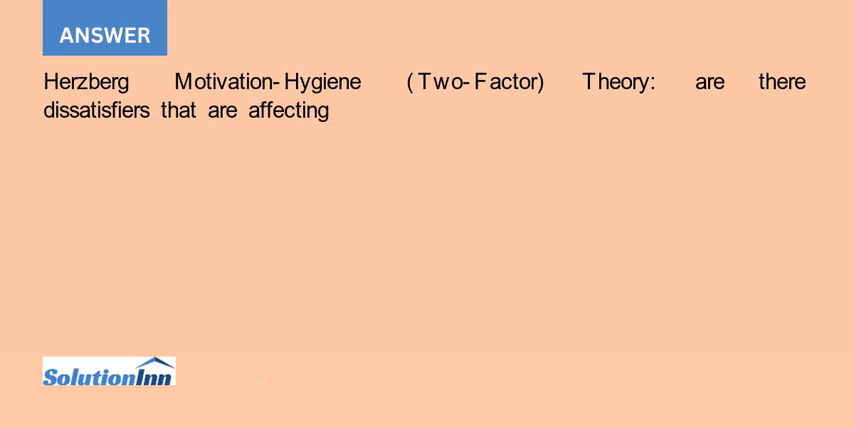 ANSWER
Herzberg Motivation-Hygiene (Two-Factor) Theory: are there
dissatisfiers that are affecting
SolutionInn